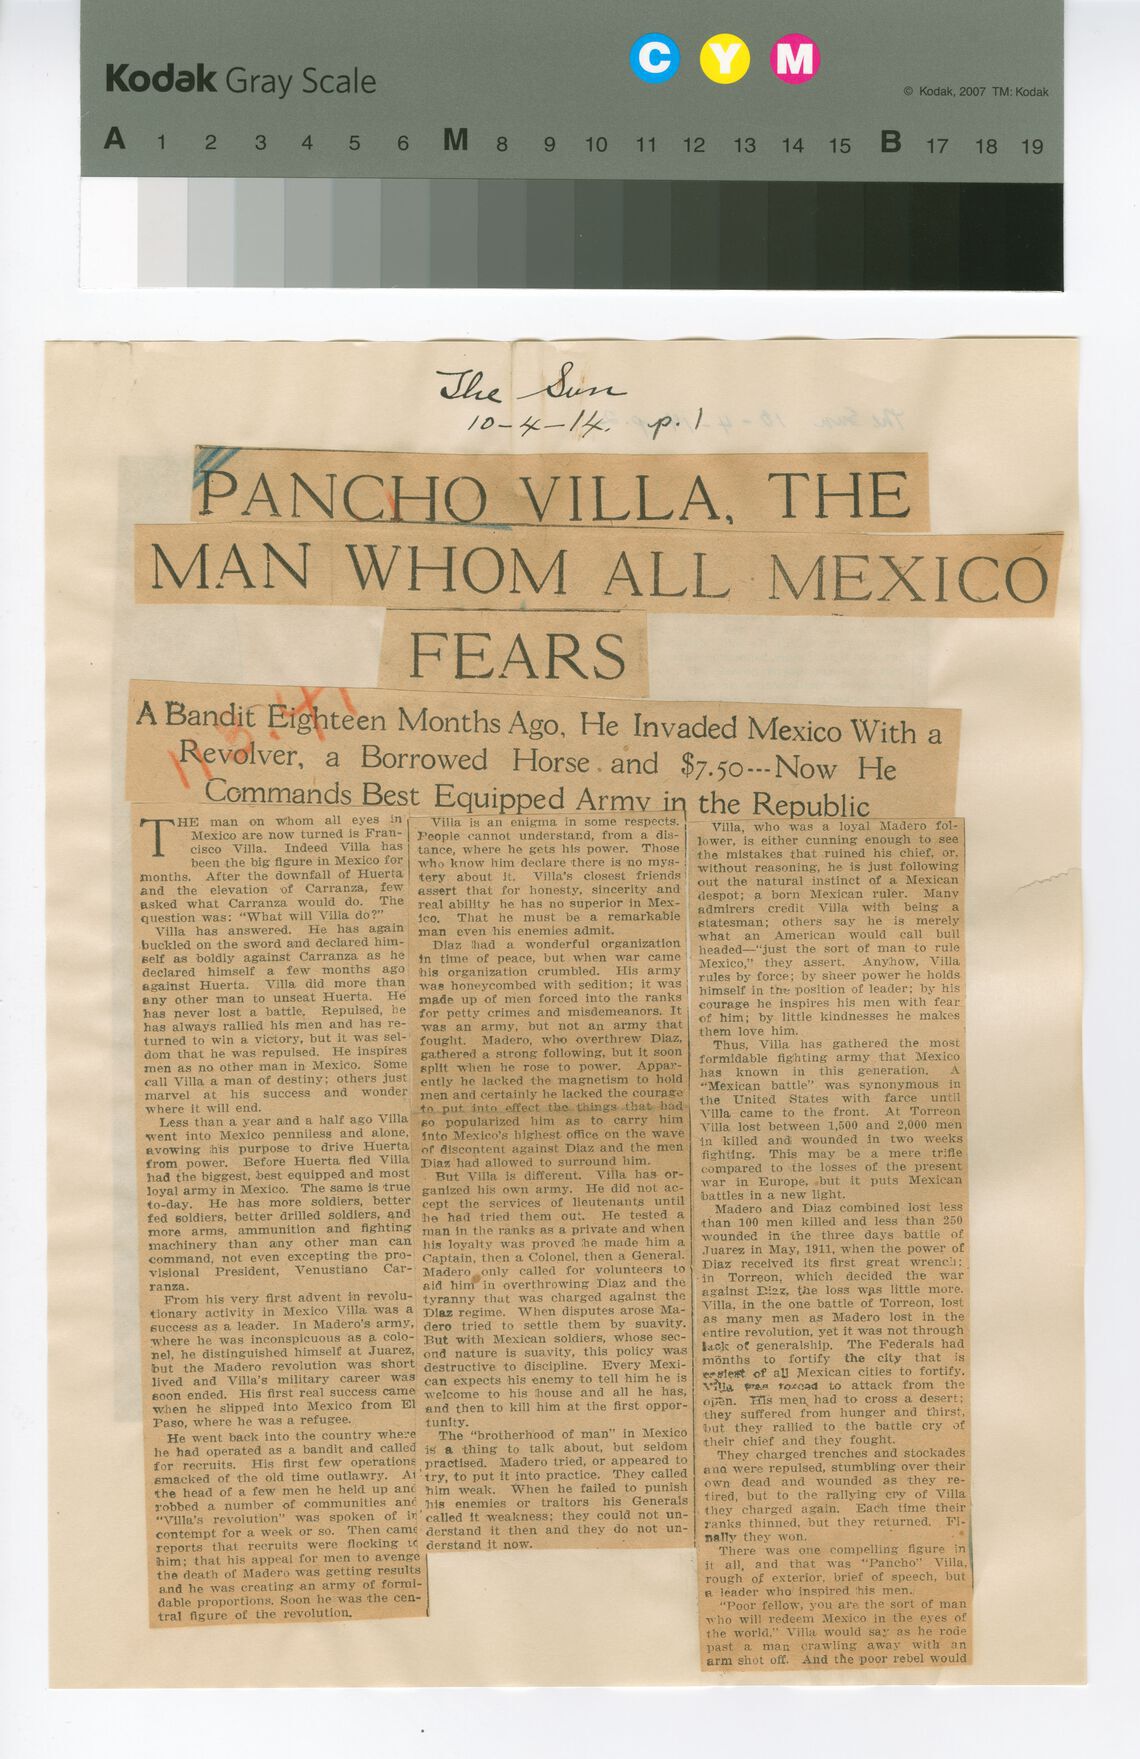 Kodak Gray Scale
C Y M
© Kodak, 2007 TM: Kodak
A 1 2 3 4 5 6 M 8 9 10 11 12 13 14 15 B 17 18 19
The Sun
10-4-14. p. 1
PANCHO VILLA, THE
MAN WHOM ALL MEXICO
FEARS
A Bandit Eighteen Months Ago, He Invaded Mexico With a
Revolver, a Borrowed Horse and $7.50---Now He
Commands Best Equipped Army in the Republic
THE man on whom all eyes in
Mexico are now turned is Fran-
cisco Villa. Indeed Villa has
been the big figure in Mexico for
months. After the downfall of Huerta
and the elevation of Carranza, few
asked what Carranza would do. The
question was: "What will Villa do?"
Villa has answered. He has again
buckled on the sword and declared him-
self as boldly against Carranza as he
declared himself a few months ago
against Huerta. Villa did more than
any other man to unseat Huerta. He
has never lost a battle. Repulsed, he
has always rallied his men and has re-
turned to win a victory, but it was sel-
dom that he was repulsed. He inspires
men as no other man in Mexico. Some
call Villa a man of destiny; others just
marvel at his success and wonder
where it will end.
Less than a year and a half ago Villa
went into Mexico penniless and alone,
avowing his purpose to drive Huerta
from power. Before Huerta fled Villa
had the biggest, best equipped and most
loyal army in Mexico. The same is true
to-day. He has more soldiers, better
fed soldiers, better drilled soldiers, and
more arms, ammunition and fighting
machinery than any other man can
command, not even excepting the pro-
visional President, Venustiano Car-
ranza.
From his very first advent in revolu-
tionary activity in Mexico Villa was a
success as a leader. In Madero's army,
where he was inconspicuous as a colo-
nel, he distinguished himself at Juarez,
but the Madero revolution was short
lived and Villa's military career was
soon ended. His first real success came
when he slipped into Mexico from El
Paso, where he was a refugee.
He went back into the country where
he had operated as a bandit and called
for recruits. His first few operations
smacked of the old time outlawry. At
the head of a few men he held up and
robbed a number of communities and
"Villa's revolution" was spoken of in
contempt for a week or so. Then came
reports that recruits were flocking to
him; that his appeal for men to avenge
the death of Madero was getting results
and he was creating an army of formi-
dable proportions. Soon he was the cen-
tral figure of the revolution.
Villa is an enigma in some respects.
People cannot understand, from a dis-
tance, where he gets his power. Those
who know him declare there is no mys-
tery about it. Villa's closest friends
assert that for honesty, sincerity and
real ability he has no superior in Mex-
ico. That he must be a remarkable
man even his enemies admit.
Diaz had a wonderful organization
in time of peace, but when war came
his organization crumbled. His army
was honeycombed with sedition; it was
made up of men forced into the ranks
for petty crimes and misdemeanors. It
was an army, but not an army that
fought. Madero, who overthrew Diaz,
gathered a strong following, but it soon
split when he rose to power. Appar-
ently he lacked the magnetism to hold
men and certainly he lacked the courage
to put into effect the things that had
so popularized him as to carry him
into Mexico's highest office on the wave
of discontent against Diaz and the men
Diaz had allowed to surround him.
But Villa is different. Villa has or-
ganized his own army. He did not ac-
cept the services of lieutenants until
he had tried them out. He tested a
man in the ranks as a private and when
his loyalty was proved he made him a
Captain, then a Colonel, then a General.
Madero only called for volunteers to
aid him in overthrowing Diaz and the
tyranny that was charged against the
Diaz regime. When disputes arose Ma-
dero tried to settle them by suavity.
But with Mexican soldiers, whose sec-
ond nature is suavity, this policy was
destructive to discipline. Every Mexi-
can expects his enemy to tell him he is
welcome to his house and all he has,
and then to kill him at the first oppor-
tunity.
The "brotherhood of man" in Mexico
is a thing to talk about, but seldom
practised. Madero tried, or appeared to
try, to put it into practice. They called
him weak. When he failed to punish
his enemies or traitors his Generals
called it weakness; they could not un-
derstand it then and they do not un-
derstand it now.
Villa, who was a loyal Madero fol-
lower, is either cunning enough to see
the mistakes that ruined his chief, or,
without reasoning, he is just following
out the natural instinct of a Mexican
despot; a born Mexican ruler. Many
admirers credit Villa with being a
statesman; others say he is merely
what an American would call bull
headed—"just the sort of man to rule
Mexico," they assert. Anyhow, Villa
rules by force; by sheer power he holds
himself in the position of leader; by his
courage he inspires his men with fear
of him; by little kindnesses he makes
them love him.
Thus, Villa has gathered the most
formidable fighting army that Mexico
has known in this generation. A
"Mexican battle" was synonymous in
the United States with farce until
Villa came to the front. At Torreon
Villa lost between 1,500 and 2,000 men
in killed and wounded in two weeks
fighting. This may be a mere trifle
compared to the losses of the present
war in Europe, but it puts Mexican
battles in a new light.
Madero and Diaz combined lost less
than 100 men killed and less than 250
wounded in the three days battle of
Juarez in May, 1911, when the power of
Diaz received its first great wrench;
in Torreon, which decided the war
against Diaz, the loss was little more.
Villa, in the one battle of Torreon, lost
as many men as Madero lost in the
entire revolution, yet it was not through
lack of generalship. The Federals had
months to fortify the city that is
easiest of all Mexican cities to fortify.
Villa was forced to attack from the
open. His men had to cross a desert;
they suffered from hunger and thirst,
but they rallied to the battle cry of
their chief and they fought.
They charged trenches and stockades
and were repulsed, stumbling over their
own dead and wounded as they re-
tired, but to the rallying cry of Villa
they charged again. Each time their
ranks thinned, but they returned. Fi-
nally they won.
There was one compelling figure in
it all, and that was "Pancho" Villa,
rough of exterior, brief of speech, but
a leader who inspired his men.
"Poor fellow, you are the sort of man
who will redeem Mexico in the eyes of
the world," Villa would say as he rode
past a man crawling away with an
arm shot off. And the poor rebel would